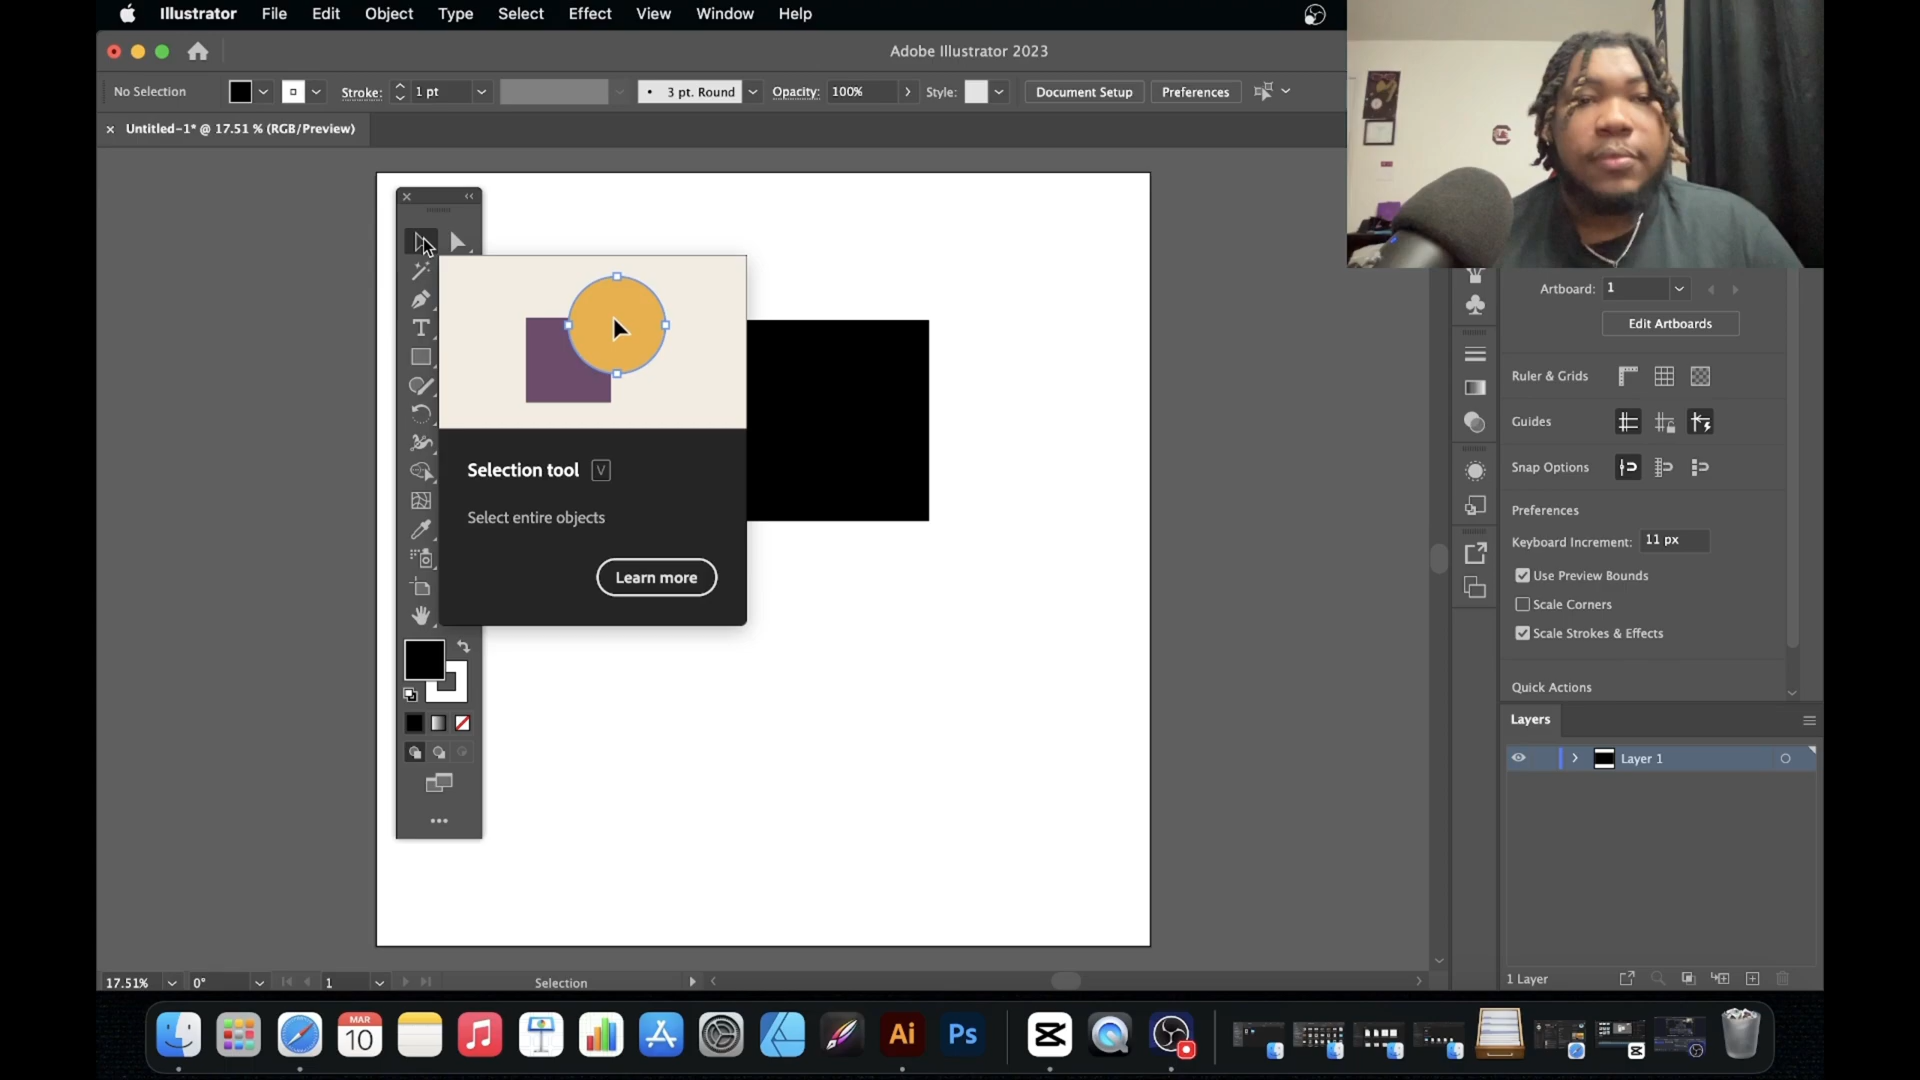 Illustrator File Edit Object Type Select Effect View Window Help
Adobe Illustrator 2023
No Selection Stroke: 1 pt 3 pt. Round Opacity: 100% Style: Document Setup Preferences
Untitled-1* @ 17.51 % (RGB/Preview)
Artboard: 1
Edit Artboards
Ruler & Grids
Guides
Snap Options
Preferences
Keyboard Increment: 11 px
Use Preview Bounds
Scale Corners
Scale Strokes & Effects
Quick Actions
Selection tool V
Select entire objects
Learn more
Layers
Layer 1
1 Layer
17.51% 0° 1 Selection
MAR
10
Ai
Ps